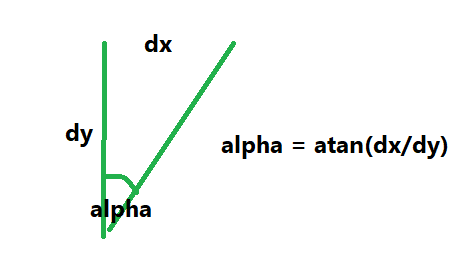 dx
dy
alpha = atan(dx/dy)
alpha